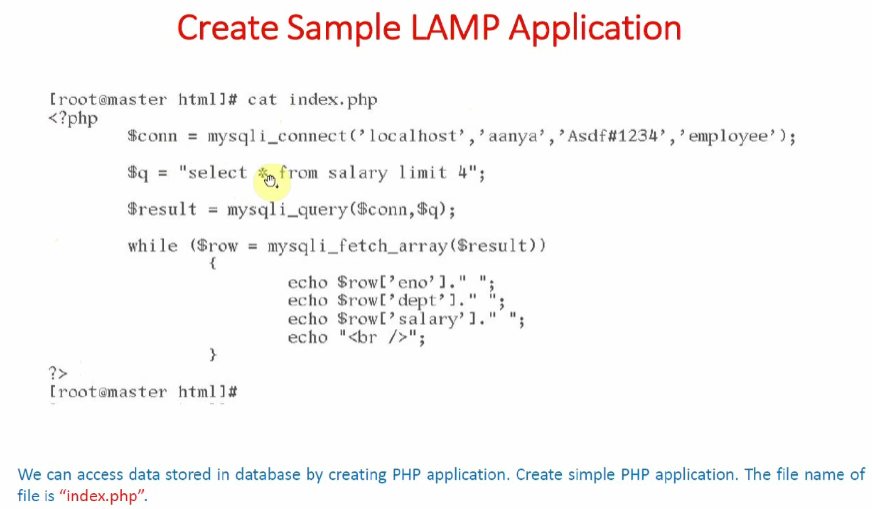 Create Sample LAMP Application
[root@master html]# cat index.php
<?php
$conn = mysqli_connect('localhost','aanya','Asdf#1234','employee');
$q = "select * from salary limit 4";
$result = mysqli_query($conn,$q);
while ($row = mysqli_fetch_array($result))
{
echo $row['eno']." ";
echo $row['dept']." ";
echo $row['salary']." ";
echo "<br />";
}
?>
[root@master html]#
We can access data stored in database by creating PHP application. Create simple PHP application. The file name of
file is “index.php”.